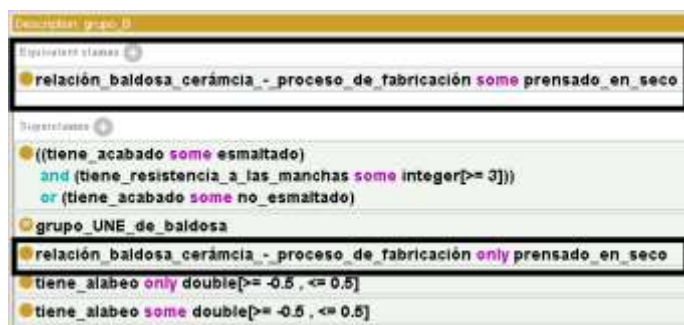 Description: grupo_B
Equivalent classes
relación_baldosa_cerámcia_-_proceso_de_fabricación some prensado_en_seco
Superclasses
((tiene_acabado some esmaltado)
and (tiene_resistencia_a_las_manchas some integer[>= 3]))
or (tiene_acabado some no_esmaltado)
grupo_UNE_de_baldosa
relación_baldosa_cerámcia_-_proceso_de_fabricación only prensado_en_seco
tiene_alabeo only double[>= -0.5 , <= 0.5]
tiene_alabeo some double[>= -0.5 , <= 0.5]